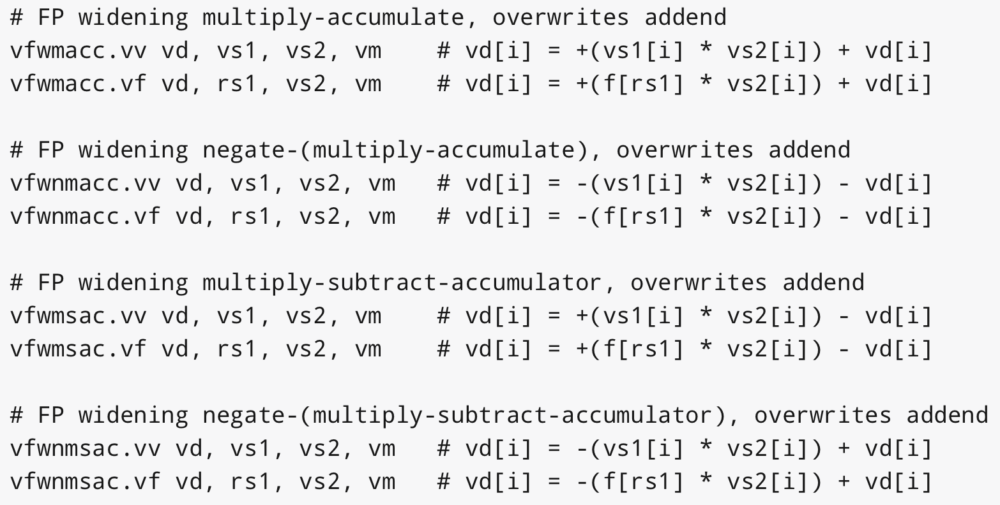 # FP widening multiply-accumulate, overwrites addend
vfwmacc.vv vd, vs1, vs2, vm    # vd[i] = +(vs1[i] * vs2[i]) + vd[i]
vfwmacc.vf vd, rs1, vs2, vm    # vd[i] = +(f[rs1] * vs2[i]) + vd[i]

# FP widening negate-(multiply-accumulate), overwrites addend
vfwnmacc.vv vd, vs1, vs2, vm   # vd[i] = -(vs1[i] * vs2[i]) - vd[i]
vfwnmacc.vf vd, rs1, vs2, vm   # vd[i] = -(f[rs1] * vs2[i]) - vd[i]

# FP widening multiply-subtract-accumulator, overwrites addend
vfwmsac.vv vd, vs1, vs2, vm    # vd[i] = +(vs1[i] * vs2[i]) - vd[i]
vfwmsac.vf vd, rs1, vs2, vm    # vd[i] = +(f[rs1] * vs2[i]) - vd[i]

# FP widening negate-(multiply-subtract-accumulator), overwrites addend
vfwnmsac.vv vd, vs1, vs2, vm   # vd[i] = -(vs1[i] * vs2[i]) + vd[i]
vfwnmsac.vf vd, rs1, vs2, vm   # vd[i] = -(f[rs1] * vs2[i]) + vd[i]